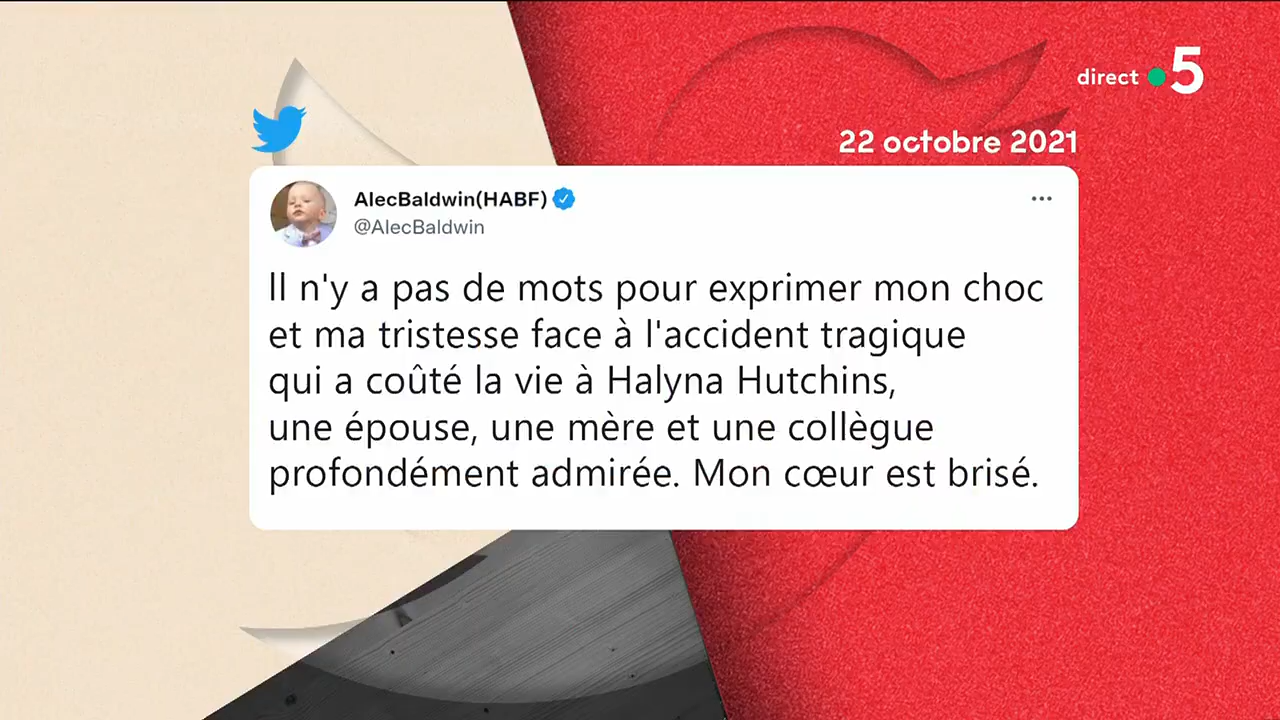 direct 5
22 octobre 2021
AlecBaldwin(HABF)
@AlecBaldwin
Il n'y a pas de mots pour exprimer mon choc
et ma tristesse face à l'accident tragique
qui a coûté la vie à Halyna Hutchins,
une épouse, une mère et une collègue
profondément admirée. Mon cœur est brisé.